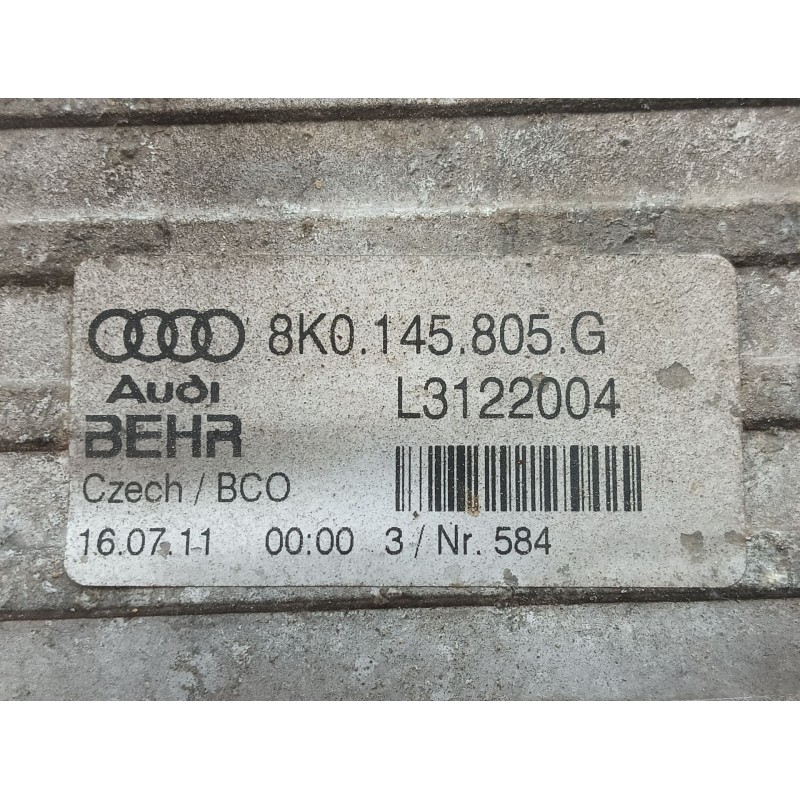 8K0.145.805.G
Audi L3122004
BEHR
Czech / BCO
16.07.11 00:00 3 / Nr. 584